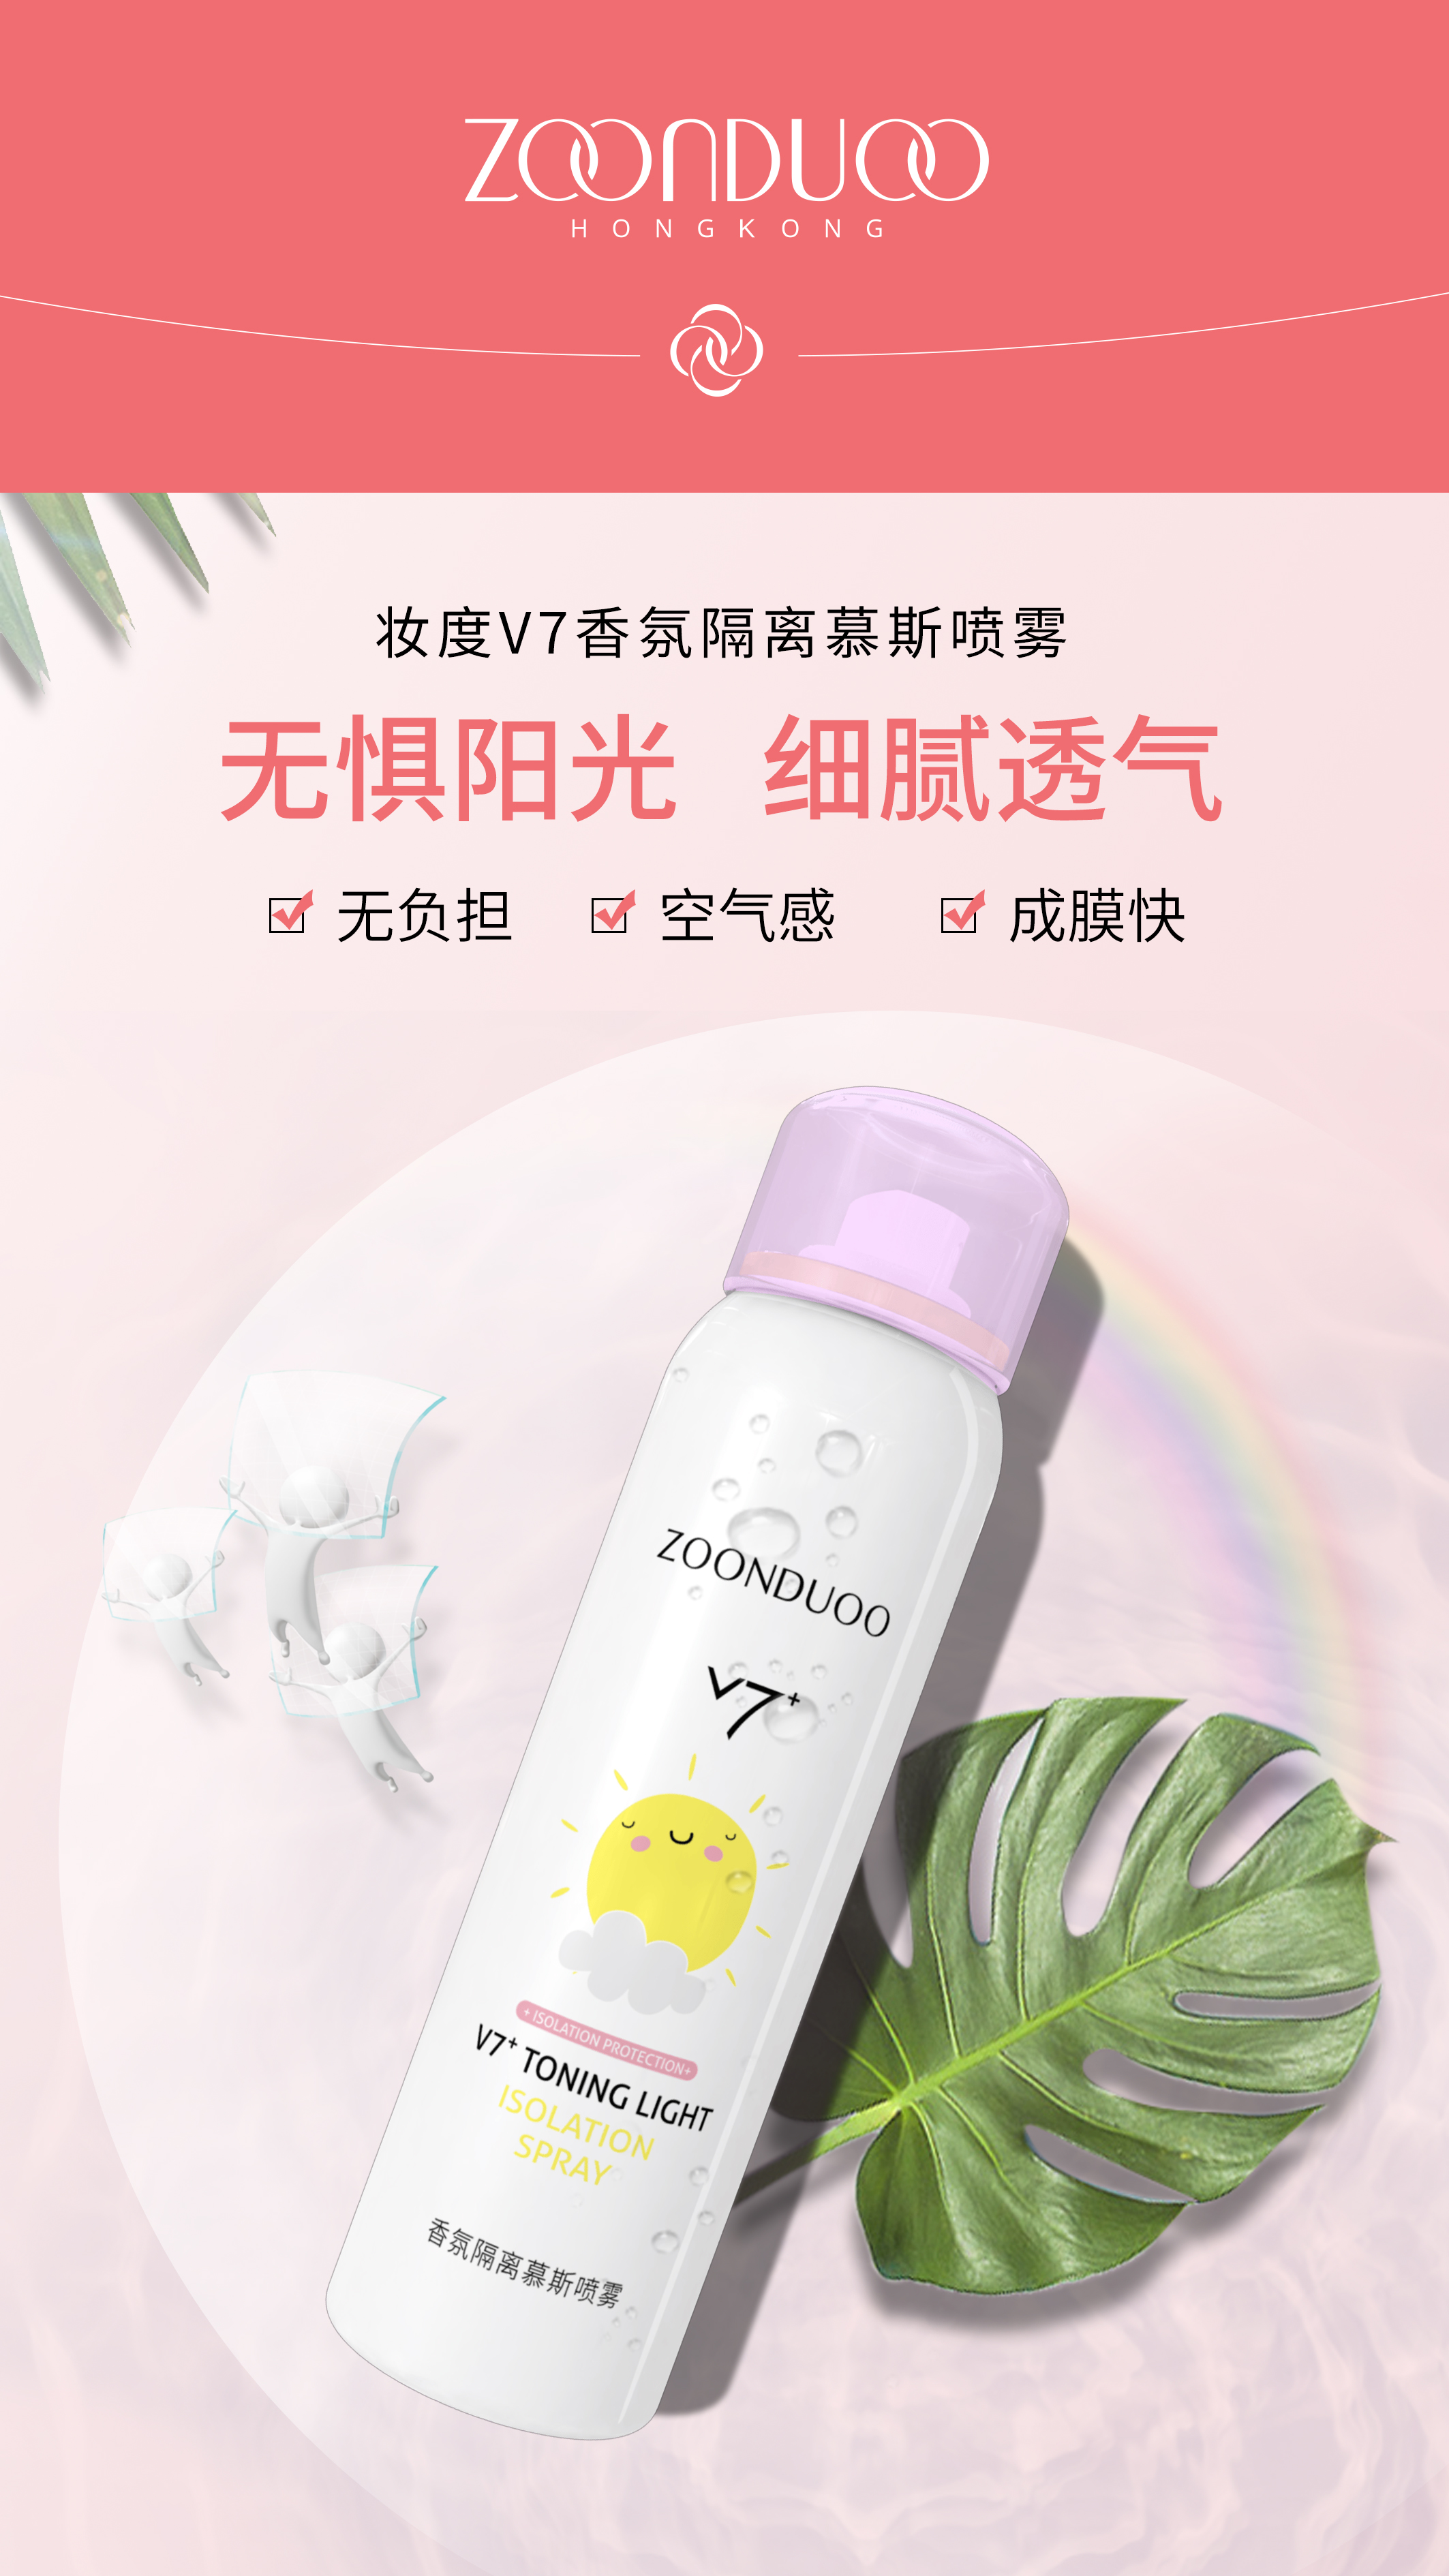 ZOONDUOO
HONGKONG
妆度V7香氛隔离慕斯喷雾
无惧阳光 细腻透气
无负担 空气感 成膜快
ZOONDUOO
V7+
+ ISOLATION PROTECTION+
V7+ TONING LIGHT
ISOLATION
SPRAY
香氛隔离慕斯喷雾